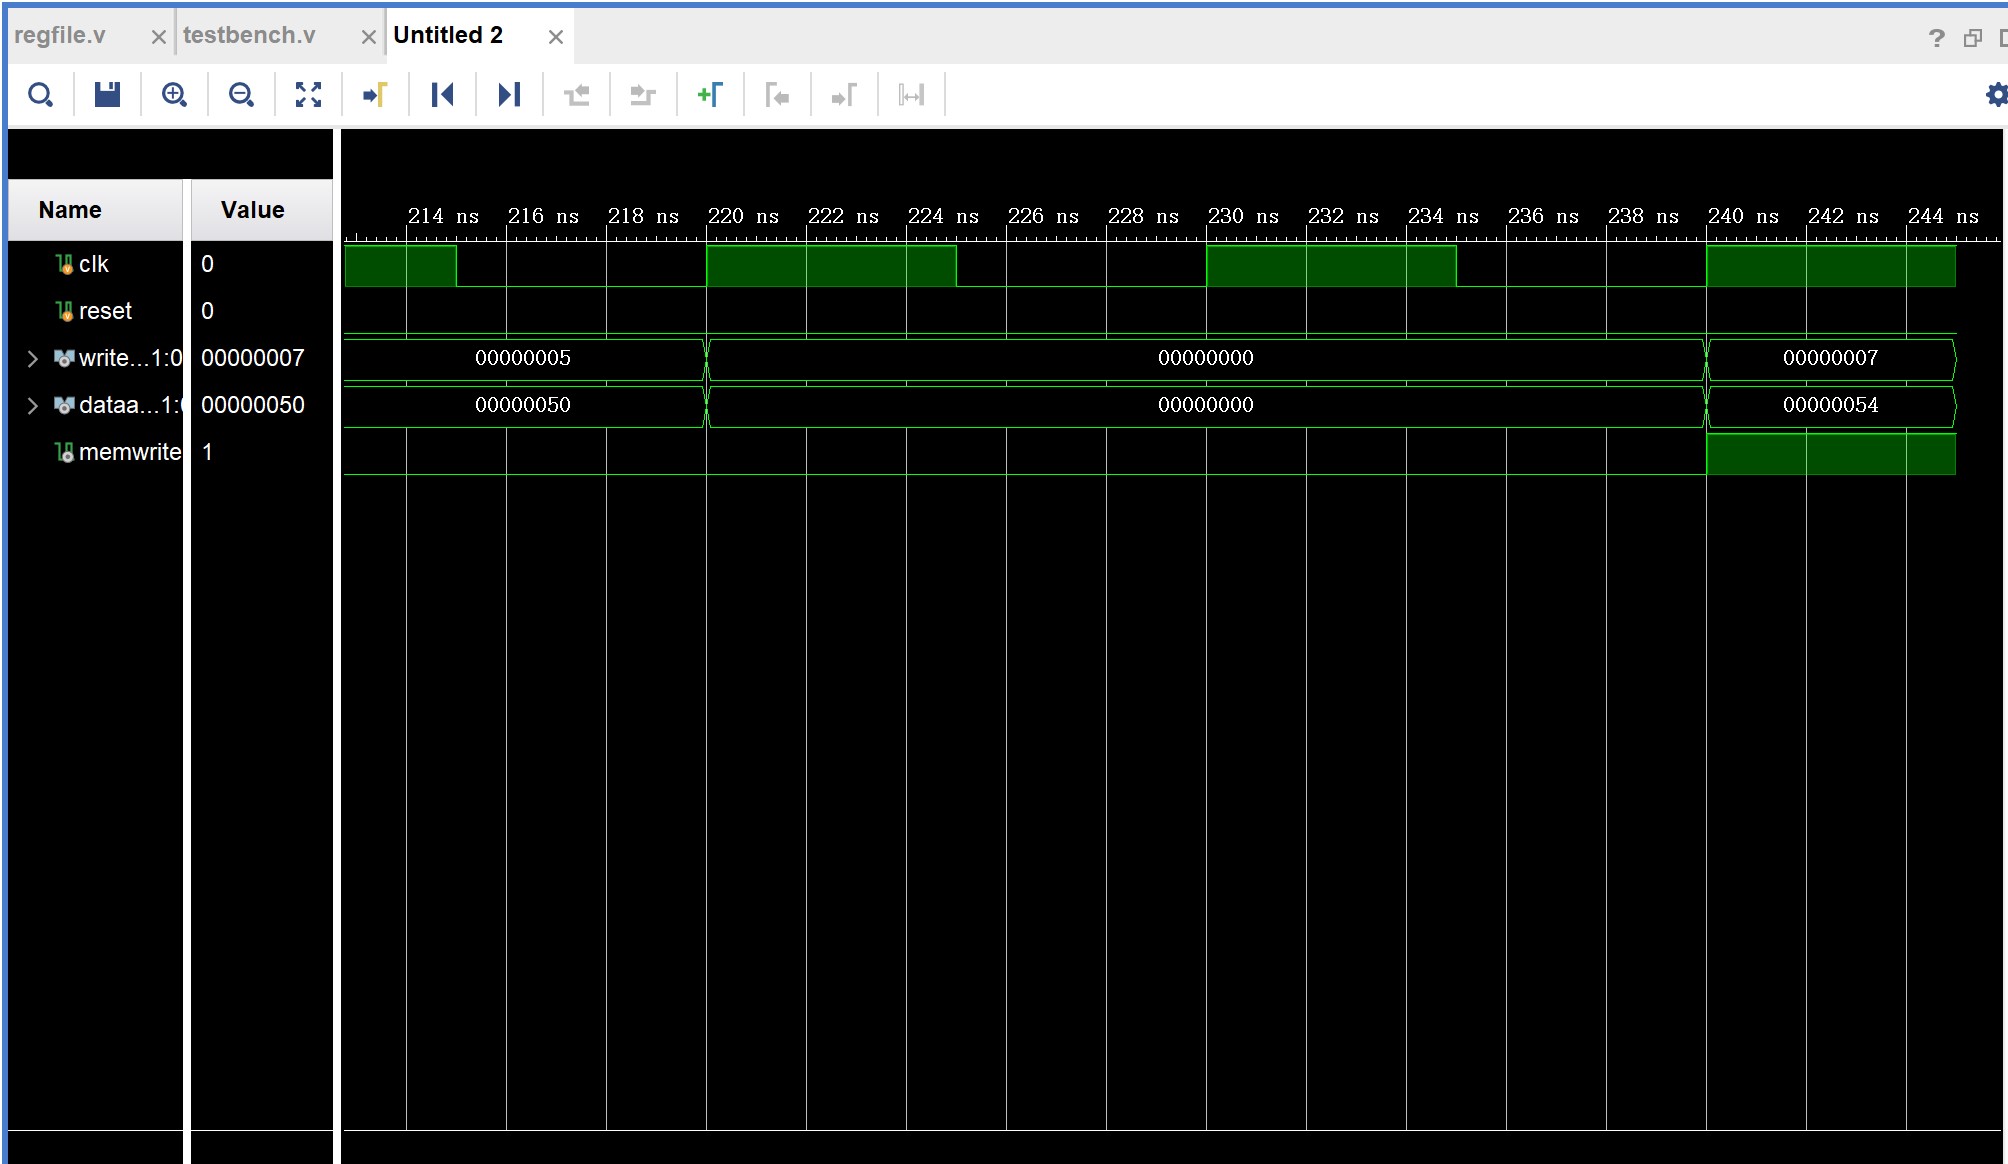 regfile.v testbench.v Untitled 2 ?
Name Value
214 ns 216 ns 218 ns 220 ns 222 ns 224 ns 226 ns 228 ns 230 ns 232 ns 234 ns 236 ns 238 ns 240 ns 242 ns 244 ns
clk 0
reset 0
write...1:0 00000007 00000005 00000000 00000007
dataa...1:0 00000050 00000050 00000000 00000054
memwrite 1